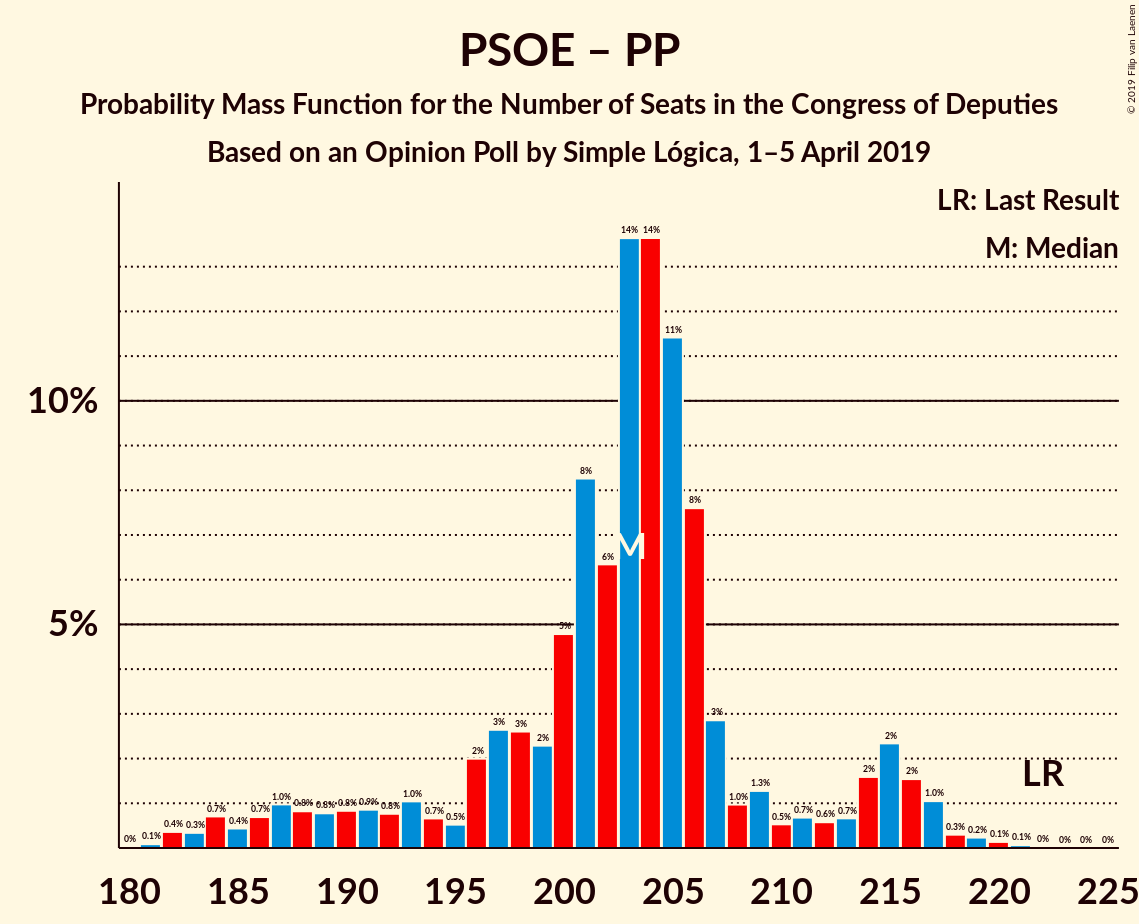 © 2019 Filip van Laenen
PSOE – PP
Probability Mass Function for the Number of Seats in the Congress of Deputies
Based on an Opinion Poll by Simple Lógica, 1–5 April 2019
LR: Last Result
M: Median
10%
5%
0% 0.1% 0.4% 0.3% 0.7% 0.4% 0.7% 1.0% 0.8% 0.8% 0.8% 0.9% 0.8% 1.0% 0.7% 0.5% 2% 3% 3% 2% 5% 8% 6% 14% 14% 11% 8% 3% 1.0% 1.3% 0.5% 0.7% 0.6% 0.7% 2% 2% 2% 1.0% 0.3% 0.2% 0.1% 0.1% 0% 0% 0% 0%
M
LR
180 185 190 195 200 205 210 215 220 225